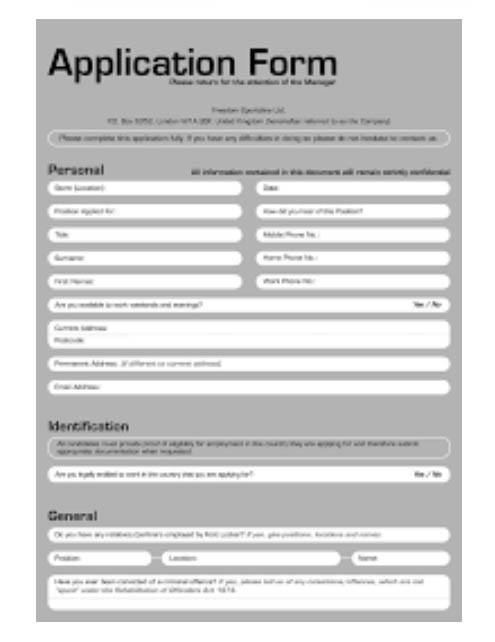 Application Form
Please return for the attention of the Manager
Freedom Sportsline Ltd.
P.O. Box London W1A United Kingdom (hereinafter referred to as the Company)
Please complete this application fully. If you have any difficulties in doing so please do not hesitate to contact us.
Personal
All information contained in this document will remain strictly confidential
Store (Location):
Date:
Position Applied for:
How did you hear of this Position?
Title:
Mobile Phone No.:
Surname:
Home Phone No.:
First Names:
Work Phone No.:
Are you available to work weekends and evenings?
Yes / No
Current Address:
Postcode:
Permanent Address: (if different to current address)
Email Address:
Identification
All candidates must provide proof of eligibility for employment in the country they are applying for and therefore submit
appropriate documentation when requested.
Are you legally entitled to work in the country that you are applying for?
Yes / No
General
Do you have any relatives/partners employed by Foot Locker? If yes, give positions, locations and names:
Position:
Location:
Name:
Have you ever been convicted of a criminal offence? If yes, please tell us of any convictions/offences, which are not
"spent" under the Rehabilitation of Offenders Act 1974.